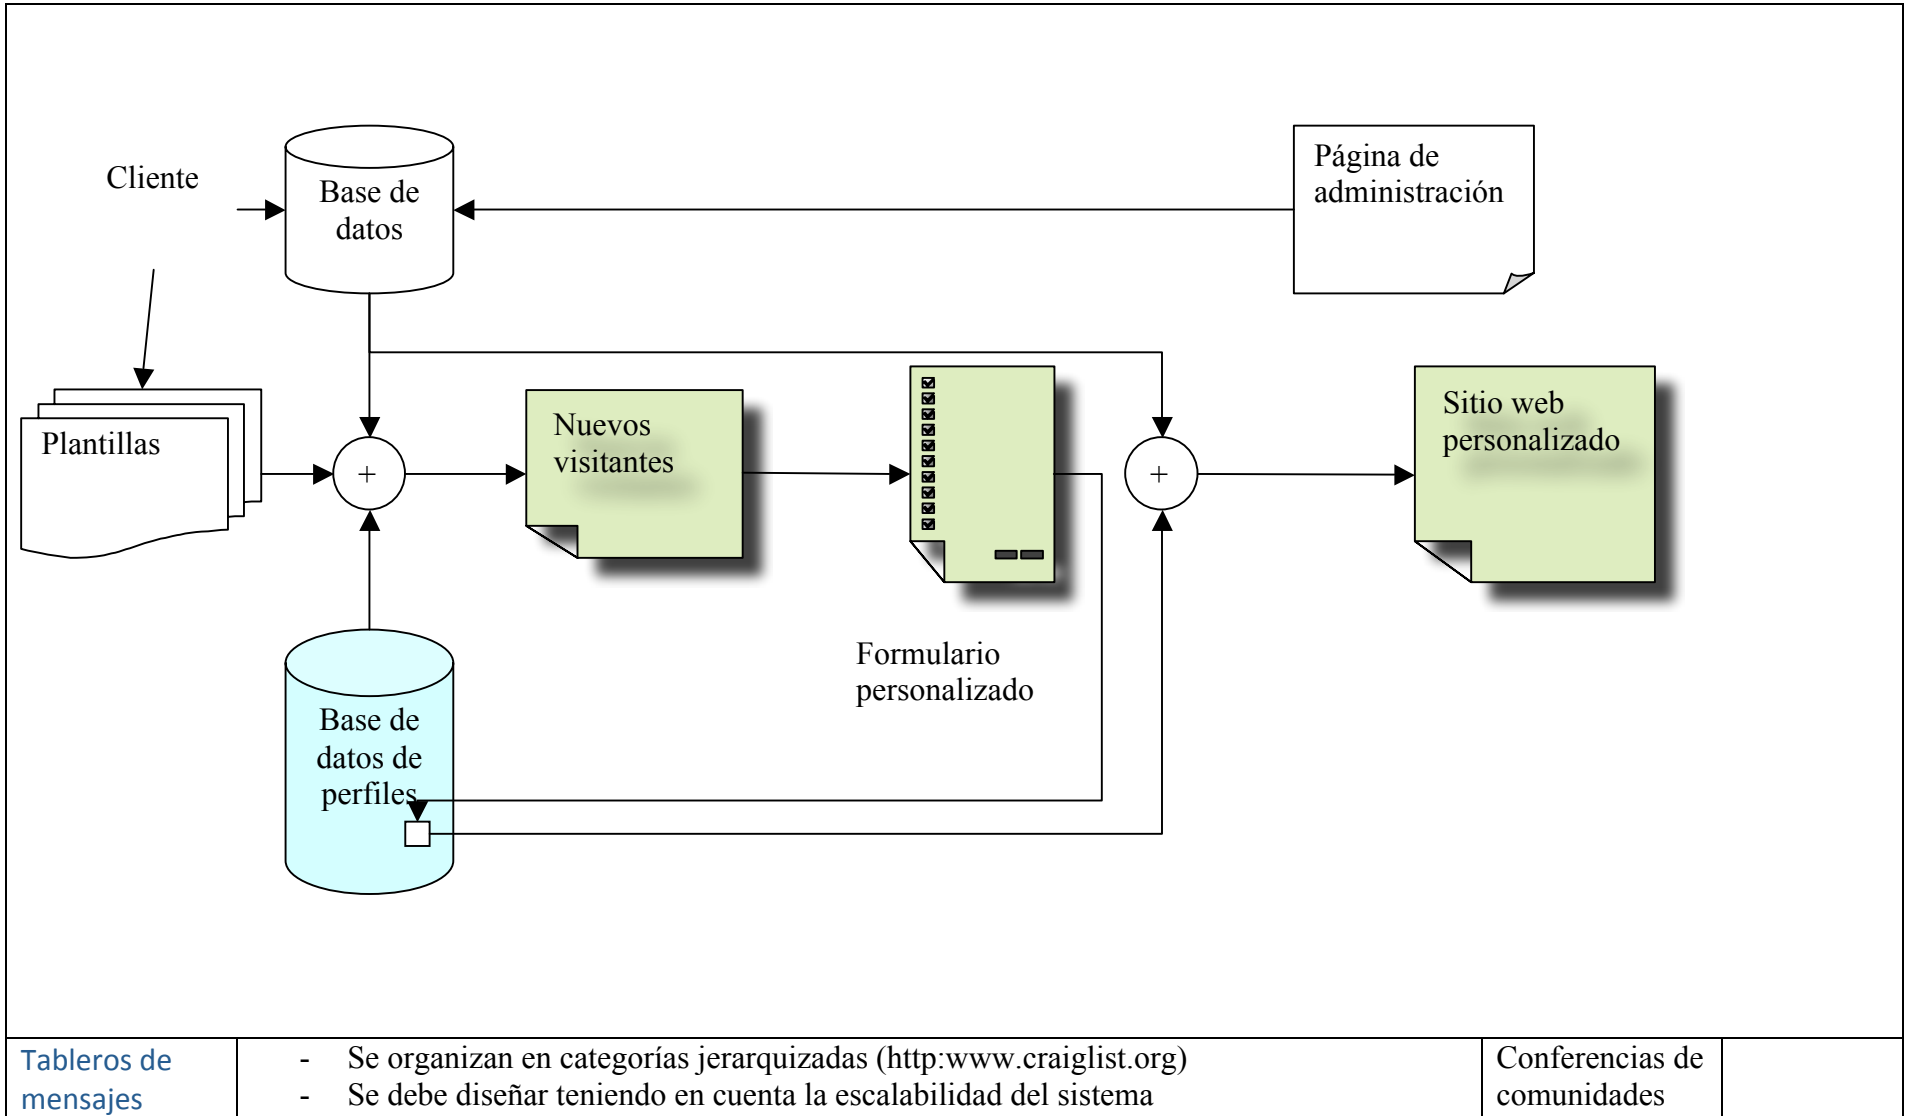 Cliente
Base de
datos
Página de
administración
Plantillas
+
Nuevos
visitantes
+
Sitio web
personalizado
Formulario
personalizado
Base de
datos de
perfiles
Tableros de
mensajes
- Se organizan en categorías jerarquizadas (http:www.craiglist.org)
- Se debe diseñar teniendo en cuenta la escalabilidad del sistema
Conferencias de
comunidades